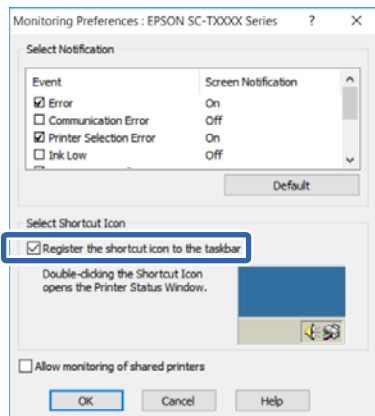 Monitoring Preferences : EPSON SC-TXXXX Series ? ×
Select Notification
Event Screen Notification
Error On
Communication Error Off
Printer Selection Error On
Ink Low Off
Default
Select Shortcut Icon
Register the shortcut icon to the taskbar
Double-clicking the Shortcut Icon
opens the Printer Status Window.
Allow monitoring of shared printers
OK Cancel Help